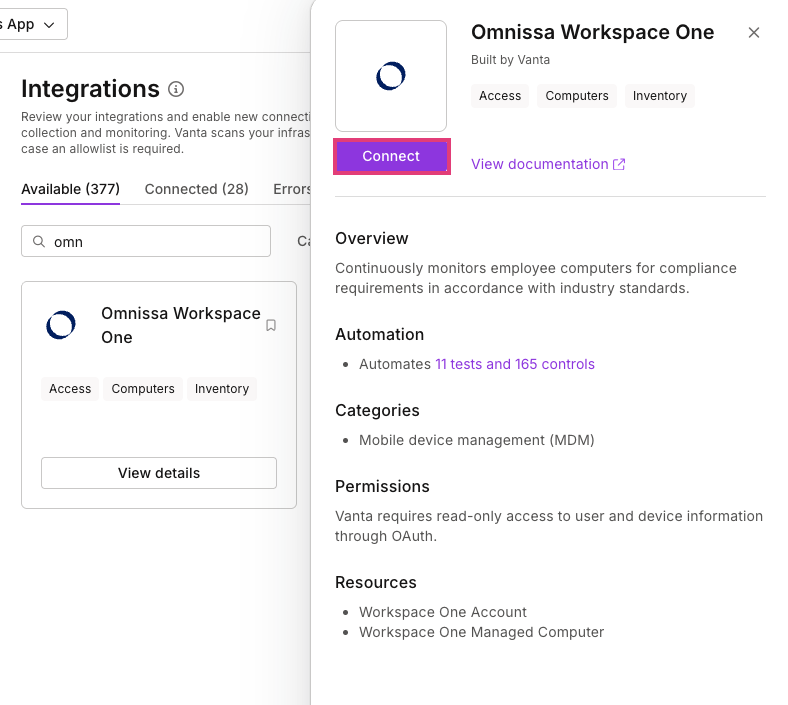 s App
Integrations
Review your integrations and enable new connecti
collection and monitoring. Vanta scans your infras
case an allowlist is required.
Available (377)
Connected (28)
Errors
omn
Ca
Omnissa Workspace
One
Access
Computers
Inventory
View details
Omnissa Workspace One
Built by Vanta
Access
Computers
Inventory
Connect
View documentation
Overview
Continuously monitors employee computers for compliance
requirements in accordance with industry standards.
Automation
Automates 11 tests and 165 controls
Categories
Mobile device management (MDM)
Permissions
Vanta requires read-only access to user and device information
through OAuth.
Resources
Workspace One Account
Workspace One Managed Computer